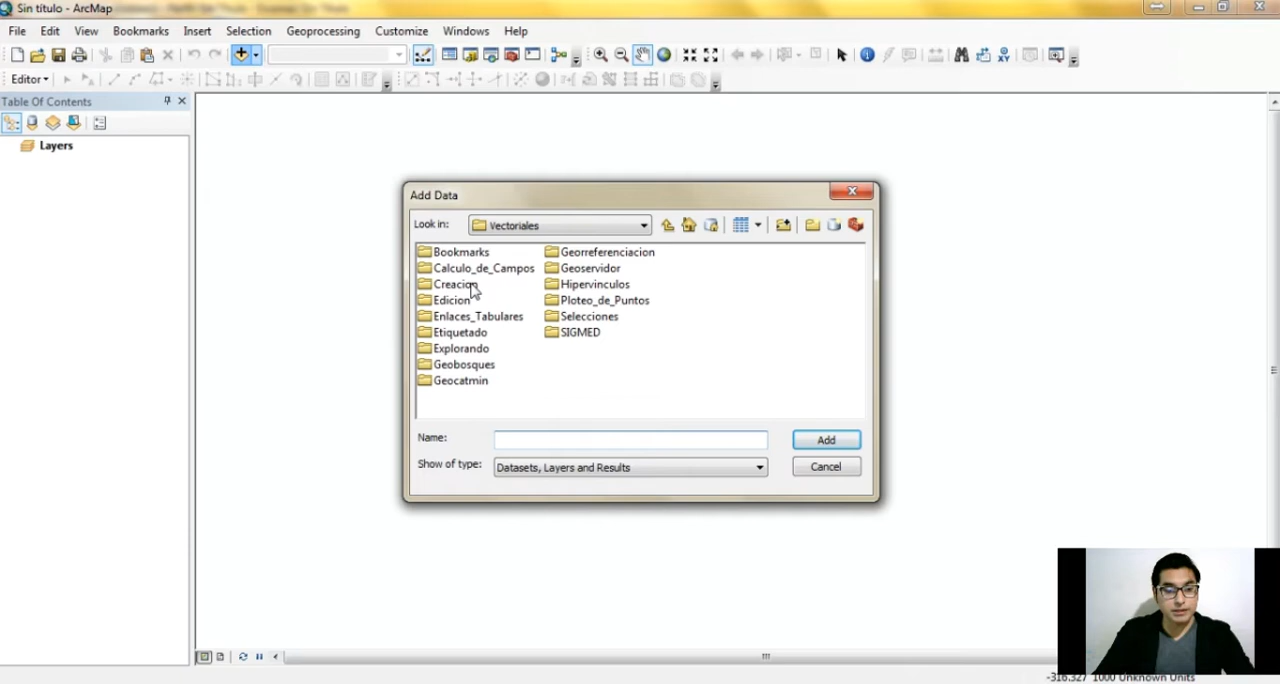 Sin título - ArcMap
File Edit View Bookmarks Insert Selection Geoprocessing Customize Windows Help
Editor
Table Of Contents
Layers
Add Data
Look in: Vectoriales
Bookmarks Georreferenciacion
Calculo_de_Campos Geoservidor
Creacion Hipervinculos
Edicion Ploteo_de_Puntos
Enlaces_Tabulares Selecciones
Etiquetado SIGMED
Explorando
Geobosques
Geocatmin
Name: Add
Show of type: Datasets, Layers and Results Cancel
-316.327 1000 Unknown Units